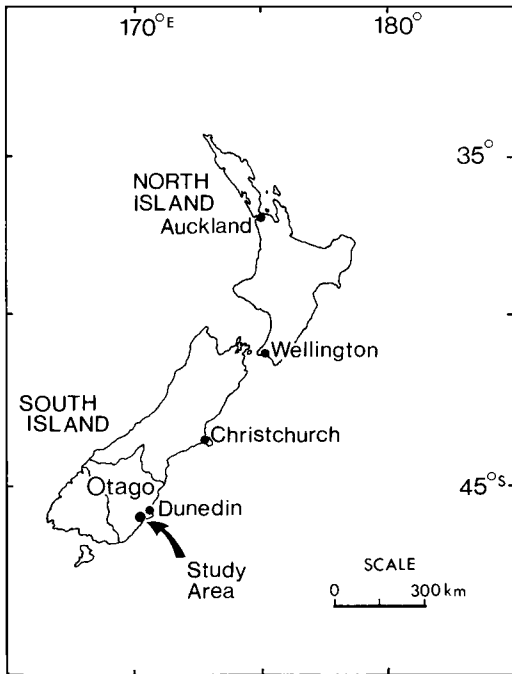 170°E
180°
35°
NORTH
ISLAND
Auckland
Wellington
SOUTH
ISLAND
Christchurch
Otago
45°S
Dunedin
Study
Area
SCALE
0 300 km